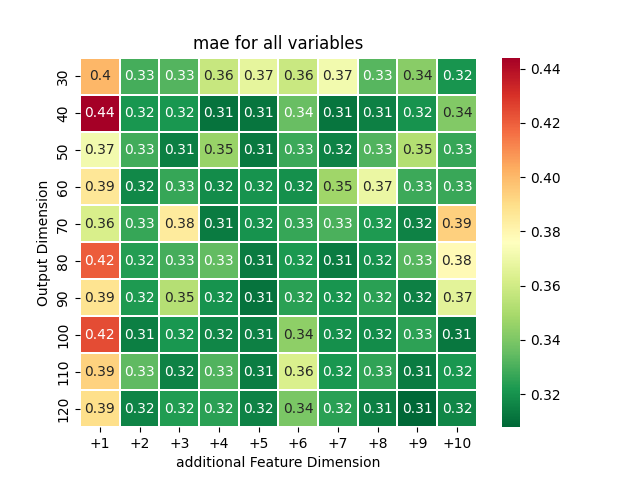 mae for all variables
30 0.4 0.33 0.33 0.36 0.37 0.36 0.37 0.33 0.34 0.32
40 0.44 0.32 0.32 0.31 0.31 0.34 0.31 0.31 0.32 0.34
50 0.37 0.33 0.31 0.35 0.31 0.33 0.32 0.33 0.35 0.33
60 0.39 0.32 0.33 0.32 0.32 0.32 0.35 0.37 0.33 0.33
70 0.36 0.33 0.38 0.31 0.32 0.33 0.33 0.32 0.32 0.39
80 0.42 0.32 0.33 0.33 0.31 0.32 0.31 0.32 0.33 0.38
90 0.39 0.32 0.35 0.32 0.31 0.32 0.32 0.32 0.32 0.37
100 0.42 0.31 0.32 0.32 0.31 0.34 0.32 0.32 0.33 0.31
110 0.39 0.33 0.32 0.33 0.31 0.36 0.32 0.33 0.31 0.32
120 0.39 0.32 0.32 0.32 0.32 0.34 0.32 0.31 0.31 0.32
+1 +2 +3 +4 +5 +6 +7 +8 +9 +10
additional Feature Dimension
Output Dimension
0.44
0.42
0.40
0.38
0.36
0.34
0.32